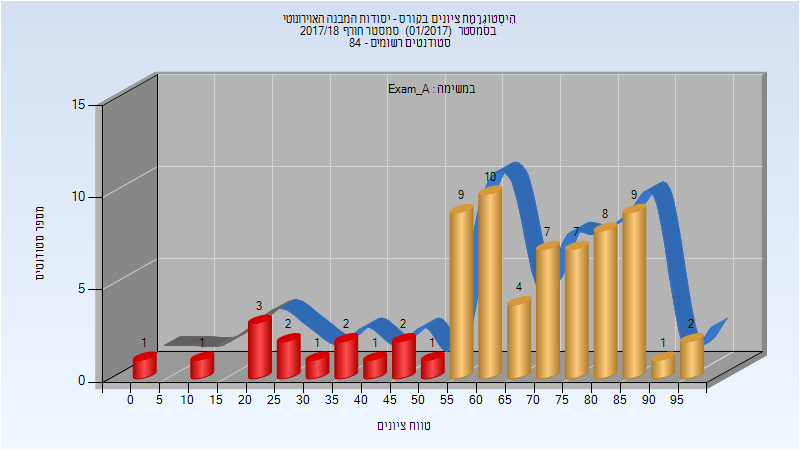 היסטוגרמת ציונים בקורס - יסודות המבנה האוירונוטי
בסמסטר (01/2017) סמסטר חורף 2017/18
סטודנטים רשומים - 84
במשימה : Exam_A
מספר סטודנטים
15
10
5
0
1 1 3 2 1 2 1 2 1 9 10 4 7 7 8 9 1 2
0 5 10 15 20 25 30 35 40 45 50 55 60 65 70 75 80 85 90 95
טווח ציונים